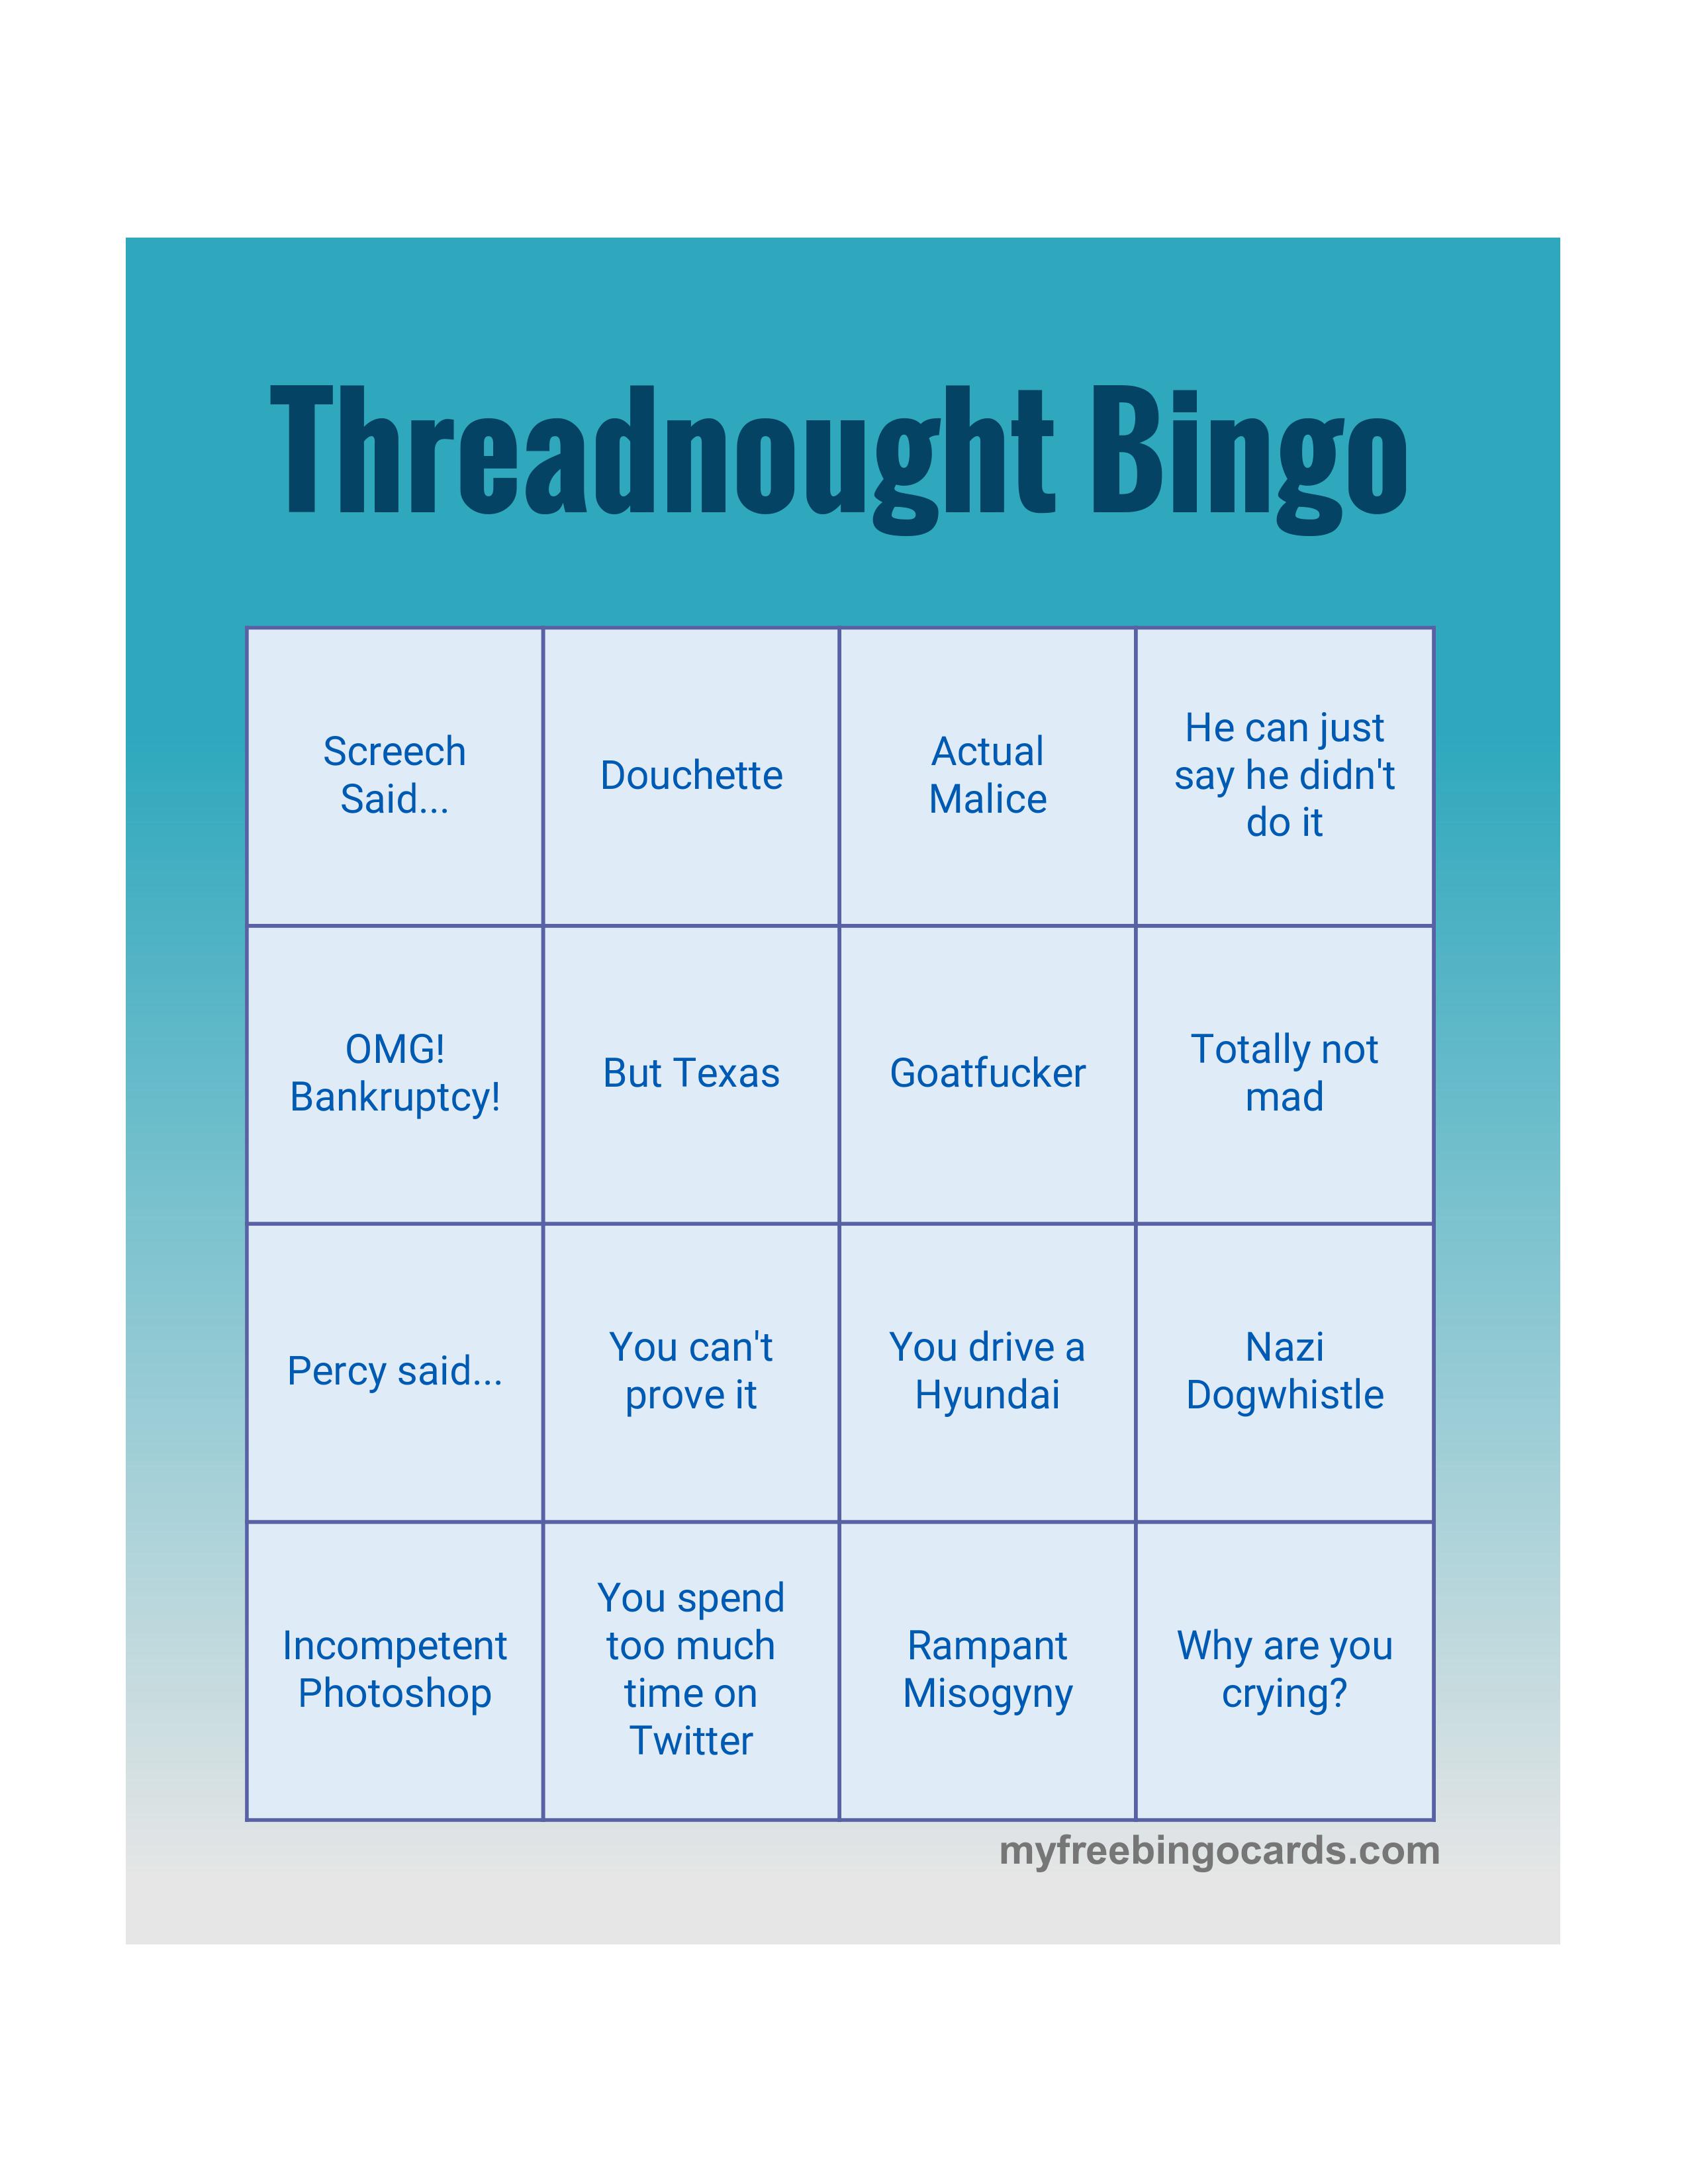 Threadnought Bingo
Screech
Said...
Douchette
Actual
Malice
He can just
say he didn't
do it
OMG!
Bankruptcy!
But Texas
Goatfucker
Totally not
mad
Percy said...
You can't
prove it
You drive a
Hyundai
Nazi
Dogwhistle
Incompetent
Photoshop
You spend
too much
time on
Twitter
Rampant
Misogyny
Why are you
crying?
myfreebingocards.com